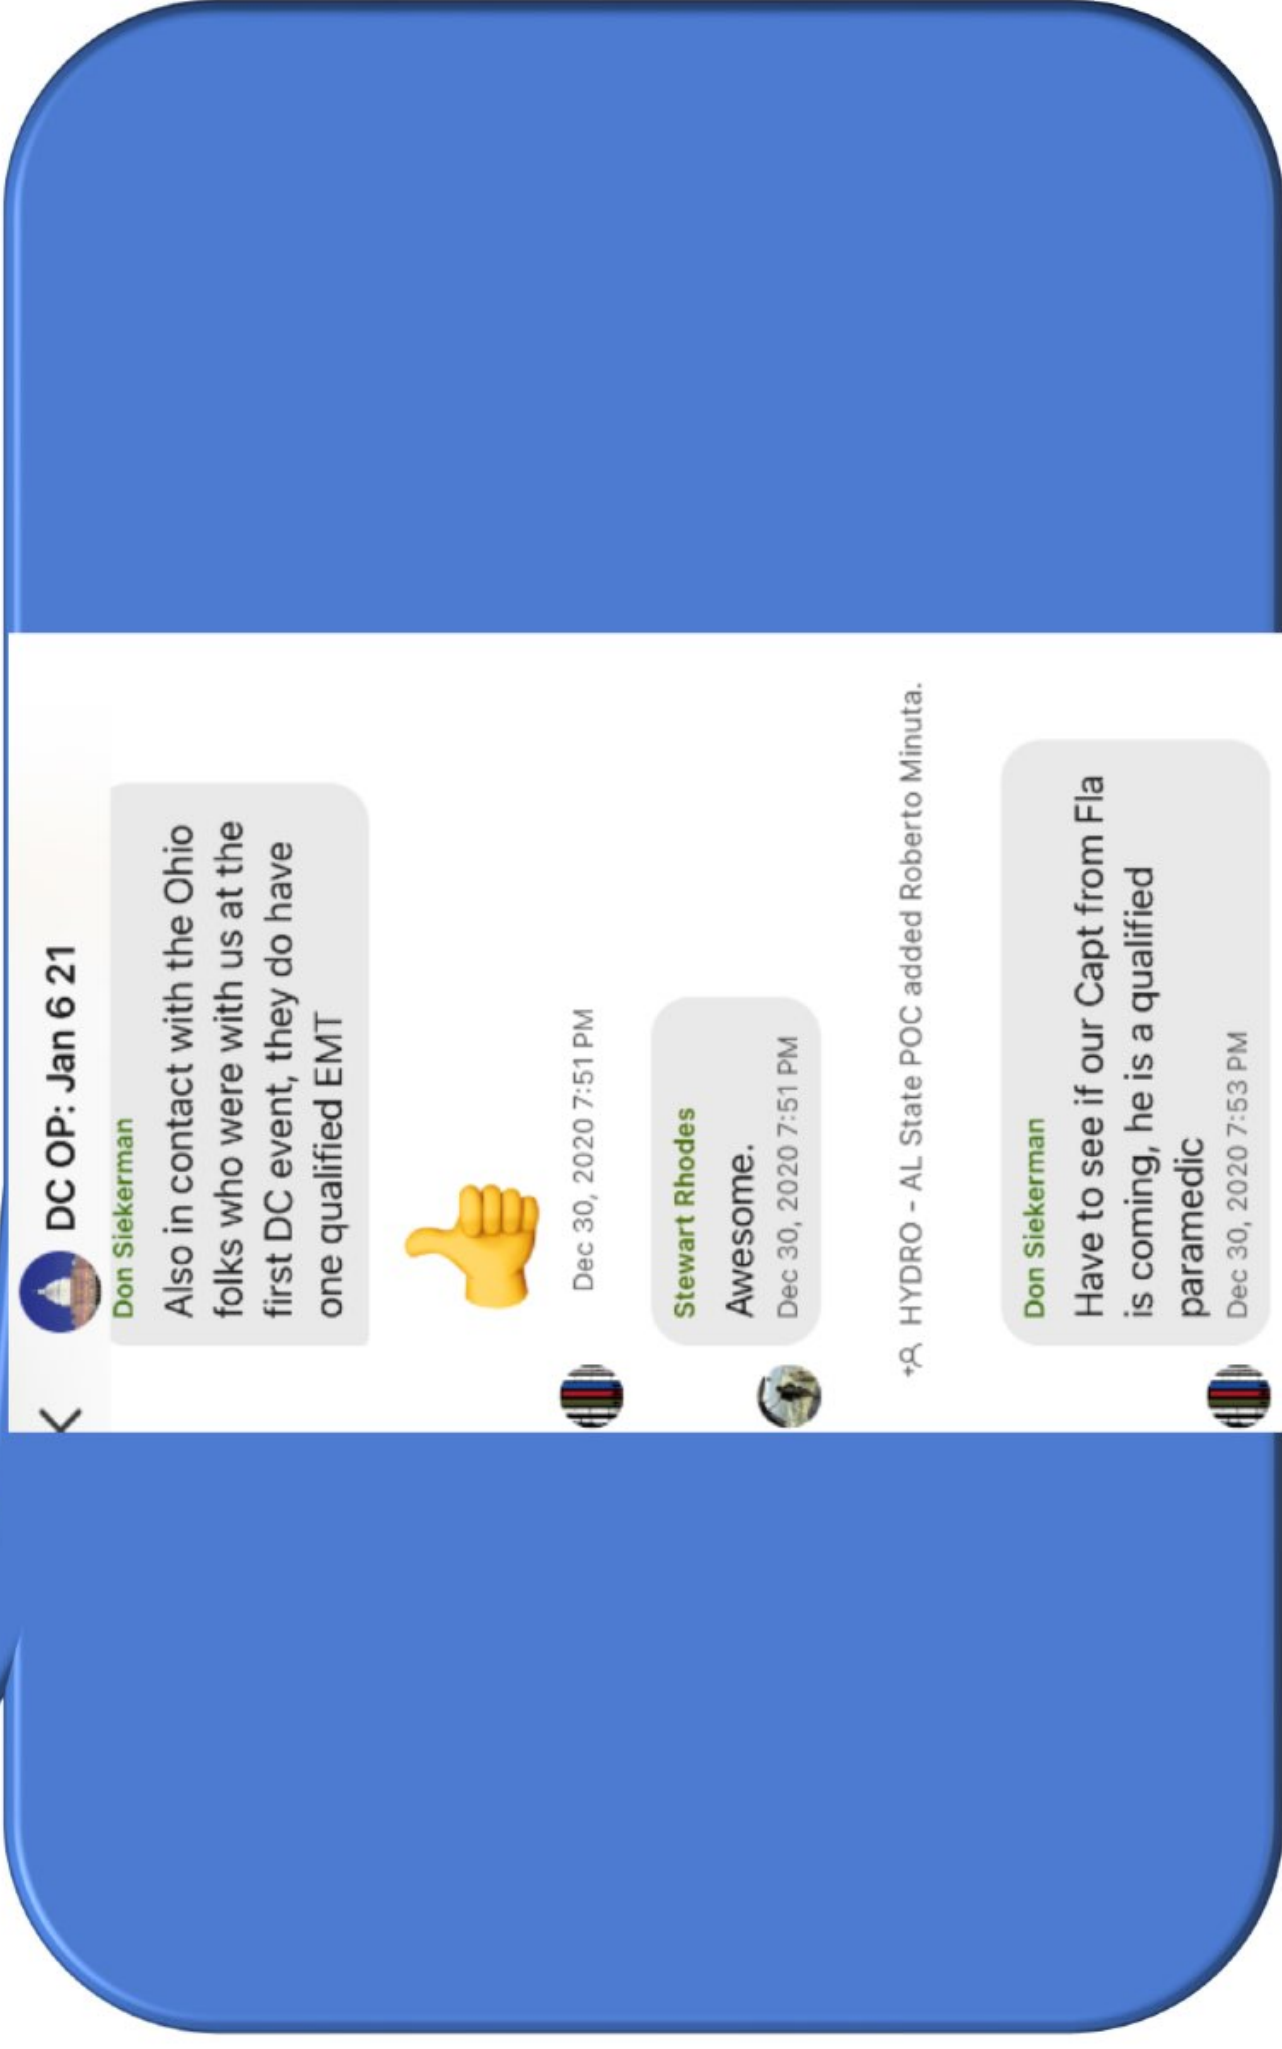 DC OP: Jan 6 21
Don Siekerman
Also in contact with the Ohio
folks who were with us at the
first DC event, they do have
one qualified EMT
Dec 30, 2020 7:51 PM
Stewart Rhodes
Awesome.
Dec 30, 2020 7:51 PM
HYDRO - AL State POC added Roberto Minuta.
Don Siekerman
Have to see if our Capt from Fla
is coming, he is a qualified
paramedic
Dec 30, 2020 7:53 PM